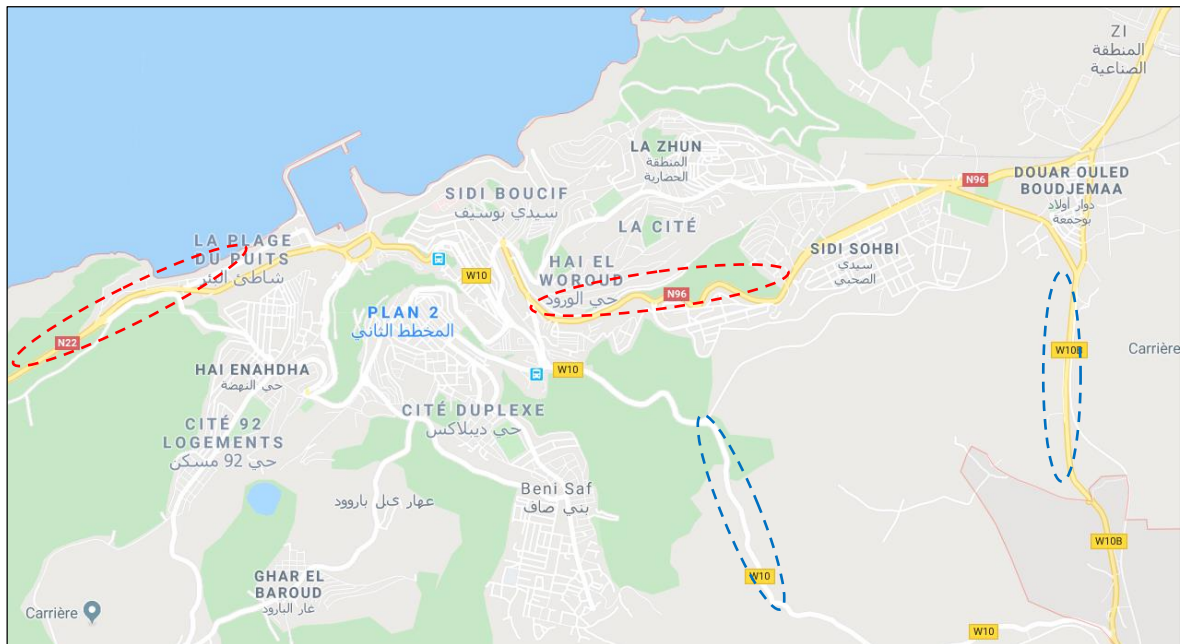 ZI
المنطقة
الصناعية
LA ZHUN
المنطقة
الحضارية
N96
DOUAR OULED
BOUDJEMAA
دوار أولاد
بوجمعة
SIDI BOUCIF
سيدي بوسيف
LA CITÉ
LA PLAGE
DU PUITS
شاطئ البئر
SIDI SOHBI
سيدي
الصحبي
HAI EL
WOROUD
حي الورود
W10
N96
PLAN 2
المخطط الثاني
N22
W10B
Carrière
HAI ENAHDHA
حي النهضة
W10
CITÉ DUPLEXE
حي ديبلاكس
CITÉ 92
LOGEMENTS
حي 92 مسكن
Beni Saf
بني صاف
W10B
GHAR EL
BAROUD
غار البارود
W10
Carrière
W10